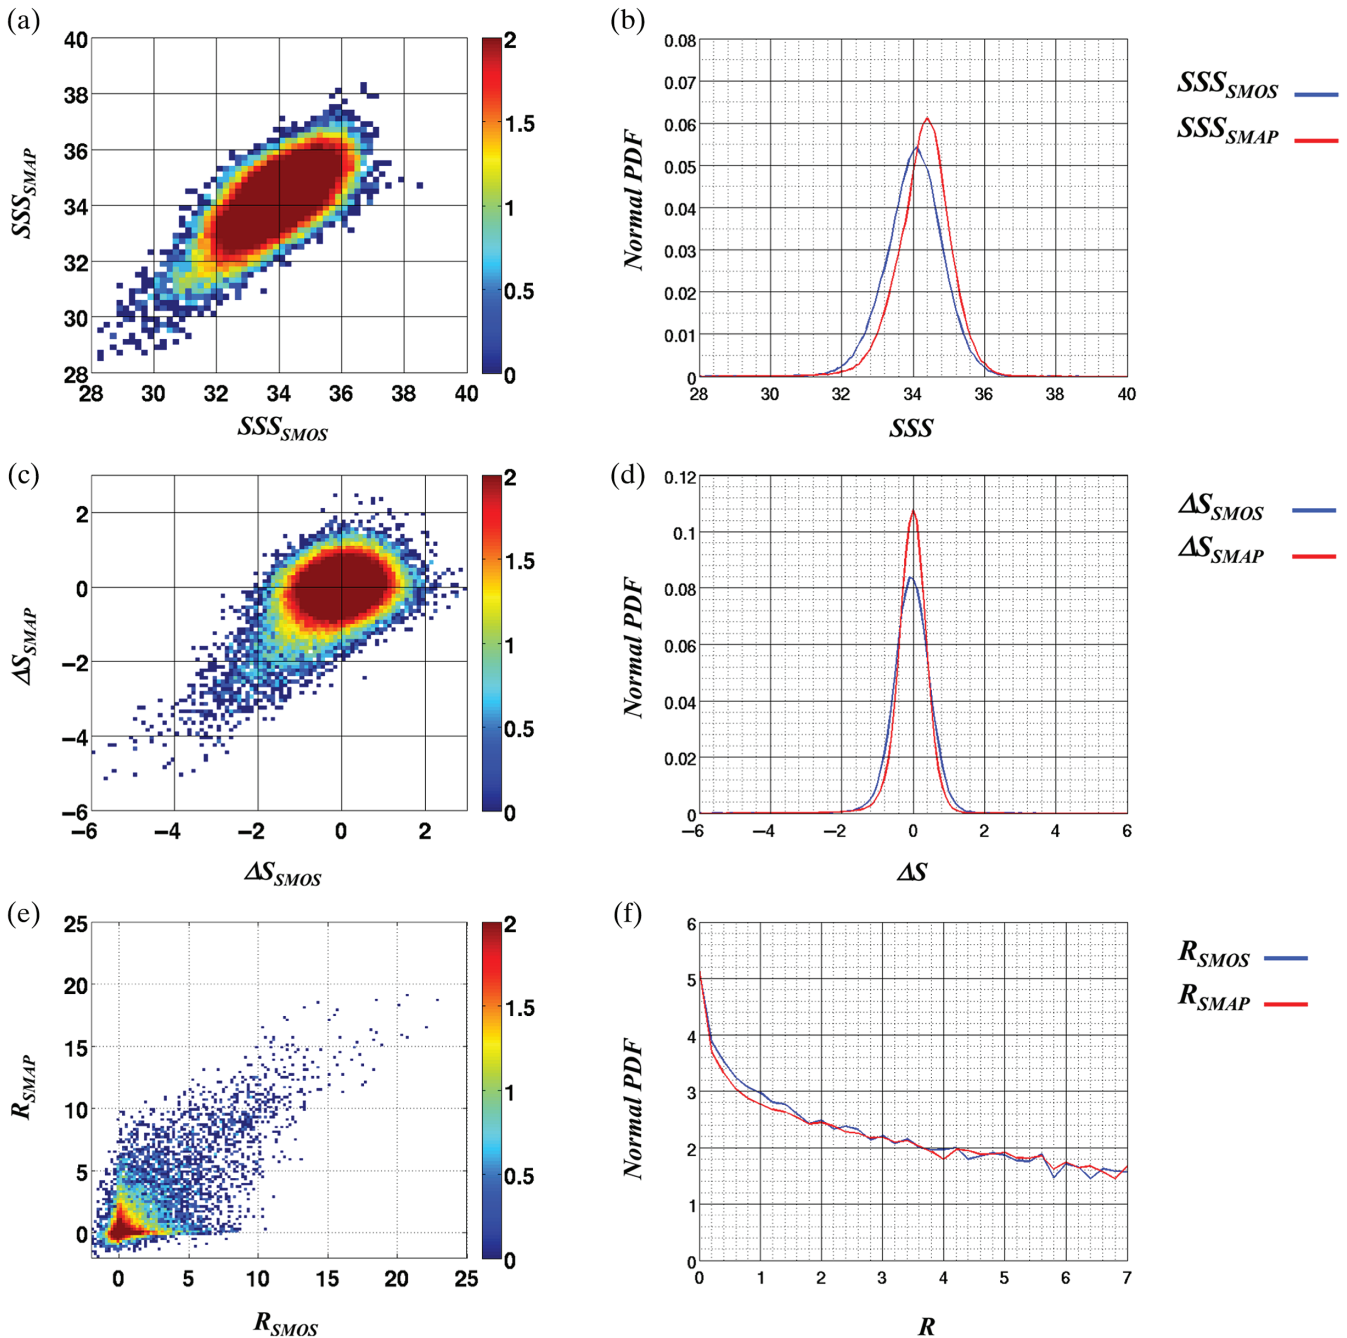 (a)
40
38
36
34
32
30
28
SSS_SMAP
28 30 32 34 36 38 40
SSS_SMOS
2
1.5
1
0.5
0
(b)
0.08
0.07
0.06
0.05
0.04
0.03
0.02
0.01
0
Normal PDF
28 30 32 34 36 38 40
SSS
SSS_SMOS
SSS_SMAP
(c)
2
0
−2
−4
−6
ΔS_SMAP
−6 −4 −2 0 2
ΔS_SMOS
2
1.5
1
0.5
0
(d)
0.12
0.1
0.08
0.06
0.04
0.02
0
Normal PDF
−6 −4 −2 0 2 4 6
ΔS
ΔS_SMOS
ΔS_SMAP
(e)
25
20
15
10
5
0
R_SMAP
0 5 10 15 20 25
R_SMOS
2
1.5
1
0.5
0
(f)
6
5
4
3
2
1
0
Normal PDF
0 1 2 3 4 5 6 7
R
R_SMOS
R_SMAP